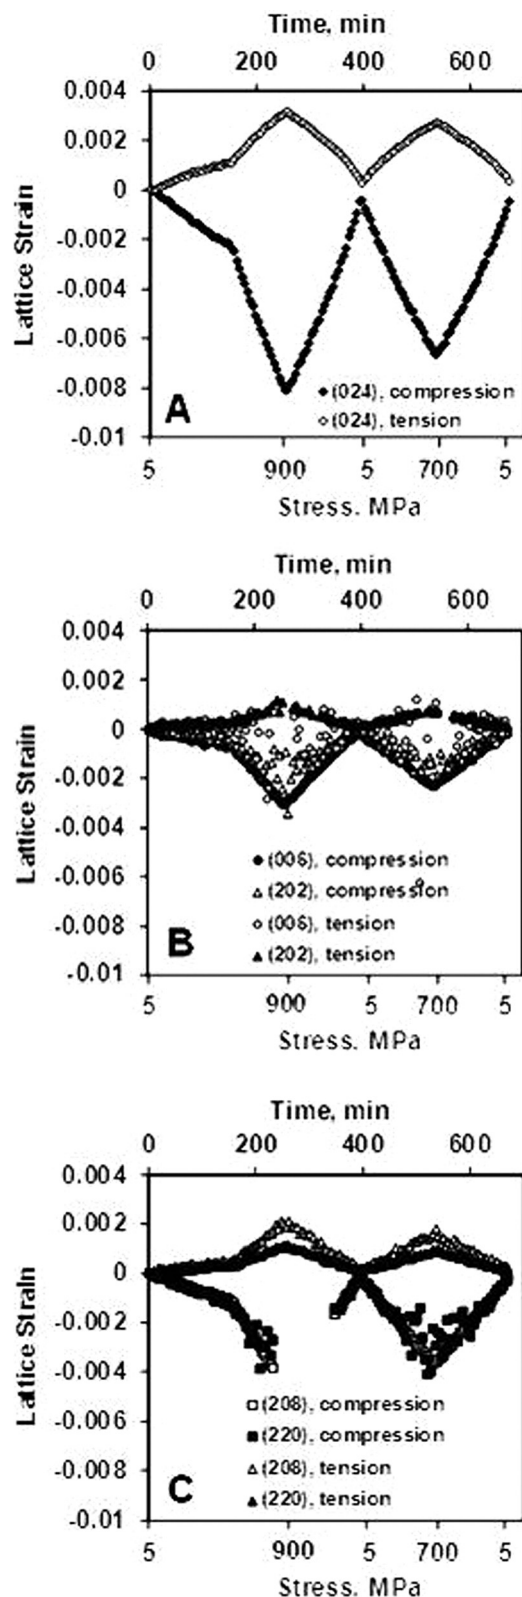 Time, min
0 200 400 600
0.004
0.002
0
-0.002
-0.004
-0.006
-0.008
-0.01
Lattice Strain
(024), compression
(024), tension
A
5 900 5 700 5
Stress. MPa
Time, min
0 200 400 600
0.004
0.002
0
-0.002
-0.004
-0.006
-0.008
-0.01
Lattice Strain
(006), compression
(202), compression
(006), tension
(202), tension
B
5 900 5 700 5
Stress. MPa
Time, min
0 200 400 600
0.004
0.002
0
-0.002
-0.004
-0.006
-0.008
-0.01
Lattice Strain
(208), compression
(220), compression
(208), tension
(220), tension
C
5 900 5 700 5
Stress. MPa